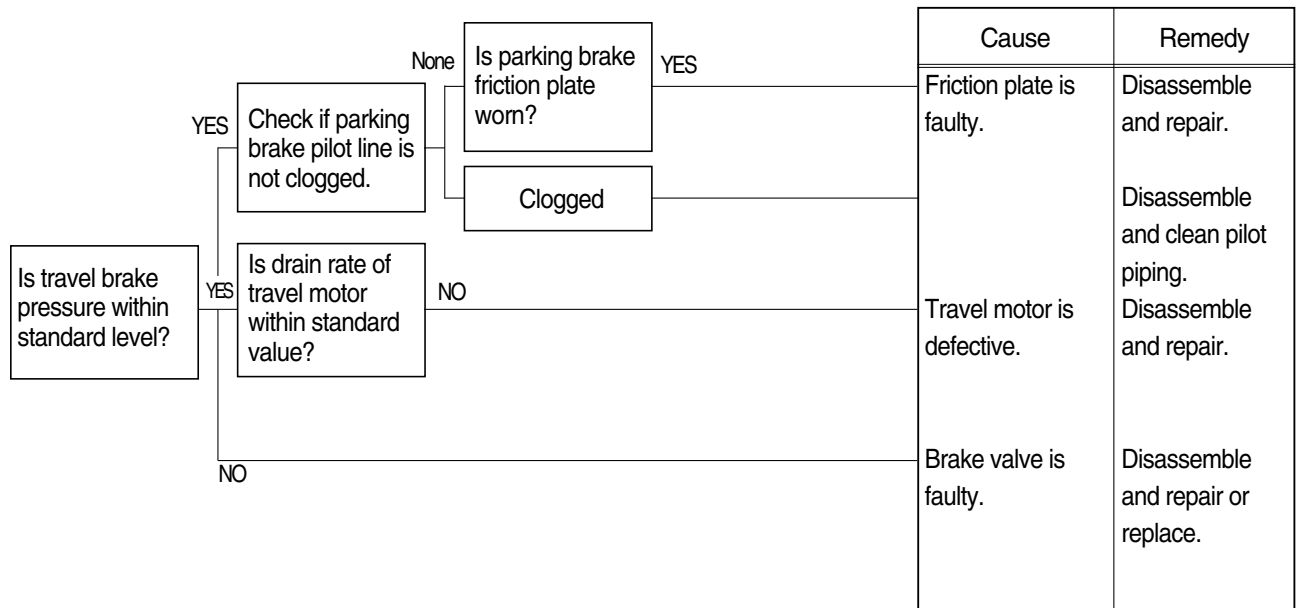 Cause
Remedy
None
Is parking brake
friction plate
worn?
YES
Friction plate is
faulty.
Disassemble
and repair.
YES
Check if parking
brake pilot line is
not clogged.
Clogged
Disassemble
and clean pilot
piping.
Is travel brake
pressure within
standard level?
YES
Is drain rate of
travel motor
within standard
value?
NO
Travel motor is
defective.
Disassemble
and repair.
NO
Brake valve is
faulty.
Disassemble
and repair or
replace.